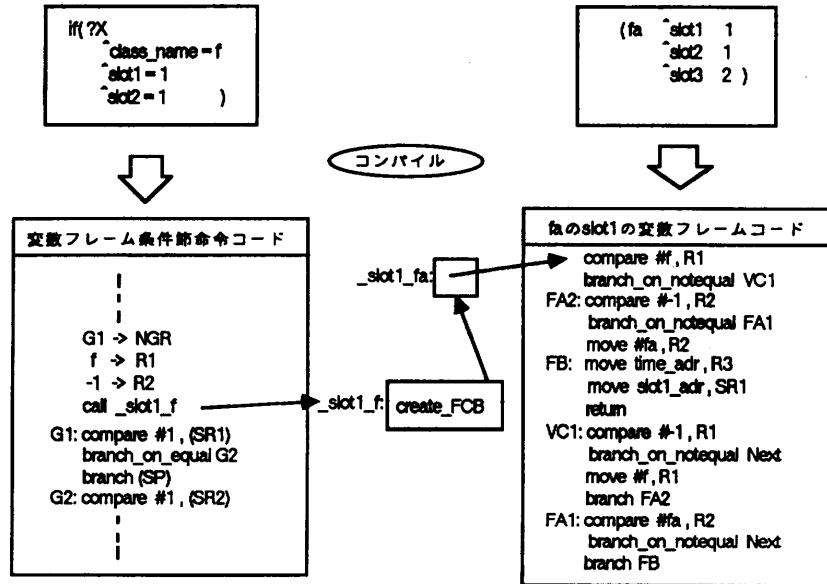 if( ?X
^class_name = f
^slot1 = 1
^slot2 = 1 )
(fa ^slot1 1
^slot2 1
^slot3 2 )
コンパイル
変数フレーム条件節命令コード
G1 -> NGR
f -> R1
-1 -> R2
call _slot1_f
G1: compare #1 , (SR1)
branch_on_equal G2
branch (SP)
G2: compare #1 , (SR2)
_slot1_fa:
_slot1_f: create_FCB
faのslot1の変数フレームコード
compare #f , R1
branch_on_notequal VC1
FA2: compare #-1 , R2
branch_on_notequal FA1
move #fa , R2
FB: move time_adr , R3
move slot1_adr , SR1
return
VC1: compare #-1 , R1
branch_on_notequal Next
move #f , R1
branch FA2
FA1: compare #fa , R2
branch_on_notequal Next
branch FB